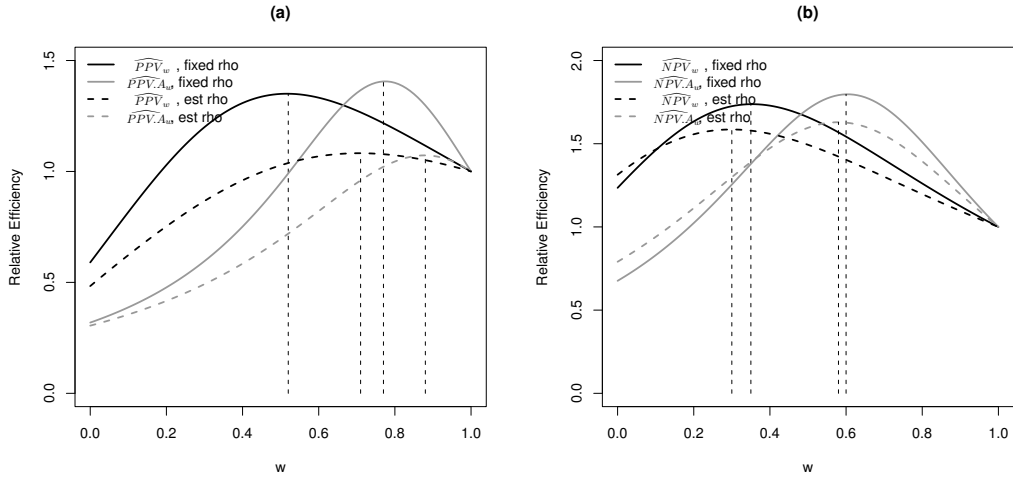 (a)
1.5
1.0
0.5
0.0
Relative Efficiency
PPV_w , fixed rho
PPV.A_w, fixed rho
PPV_w , est rho
PPV.A_w, est rho
0.0 0.2 0.4 0.6 0.8 1.0
w
(b)
2.0
1.5
1.0
0.5
0.0
Relative Efficiency
NPV_w , fixed rho
NPV.A_w, fixed rho
NPV_w , est rho
NPV.A_w, est rho
0.0 0.2 0.4 0.6 0.8 1.0
w